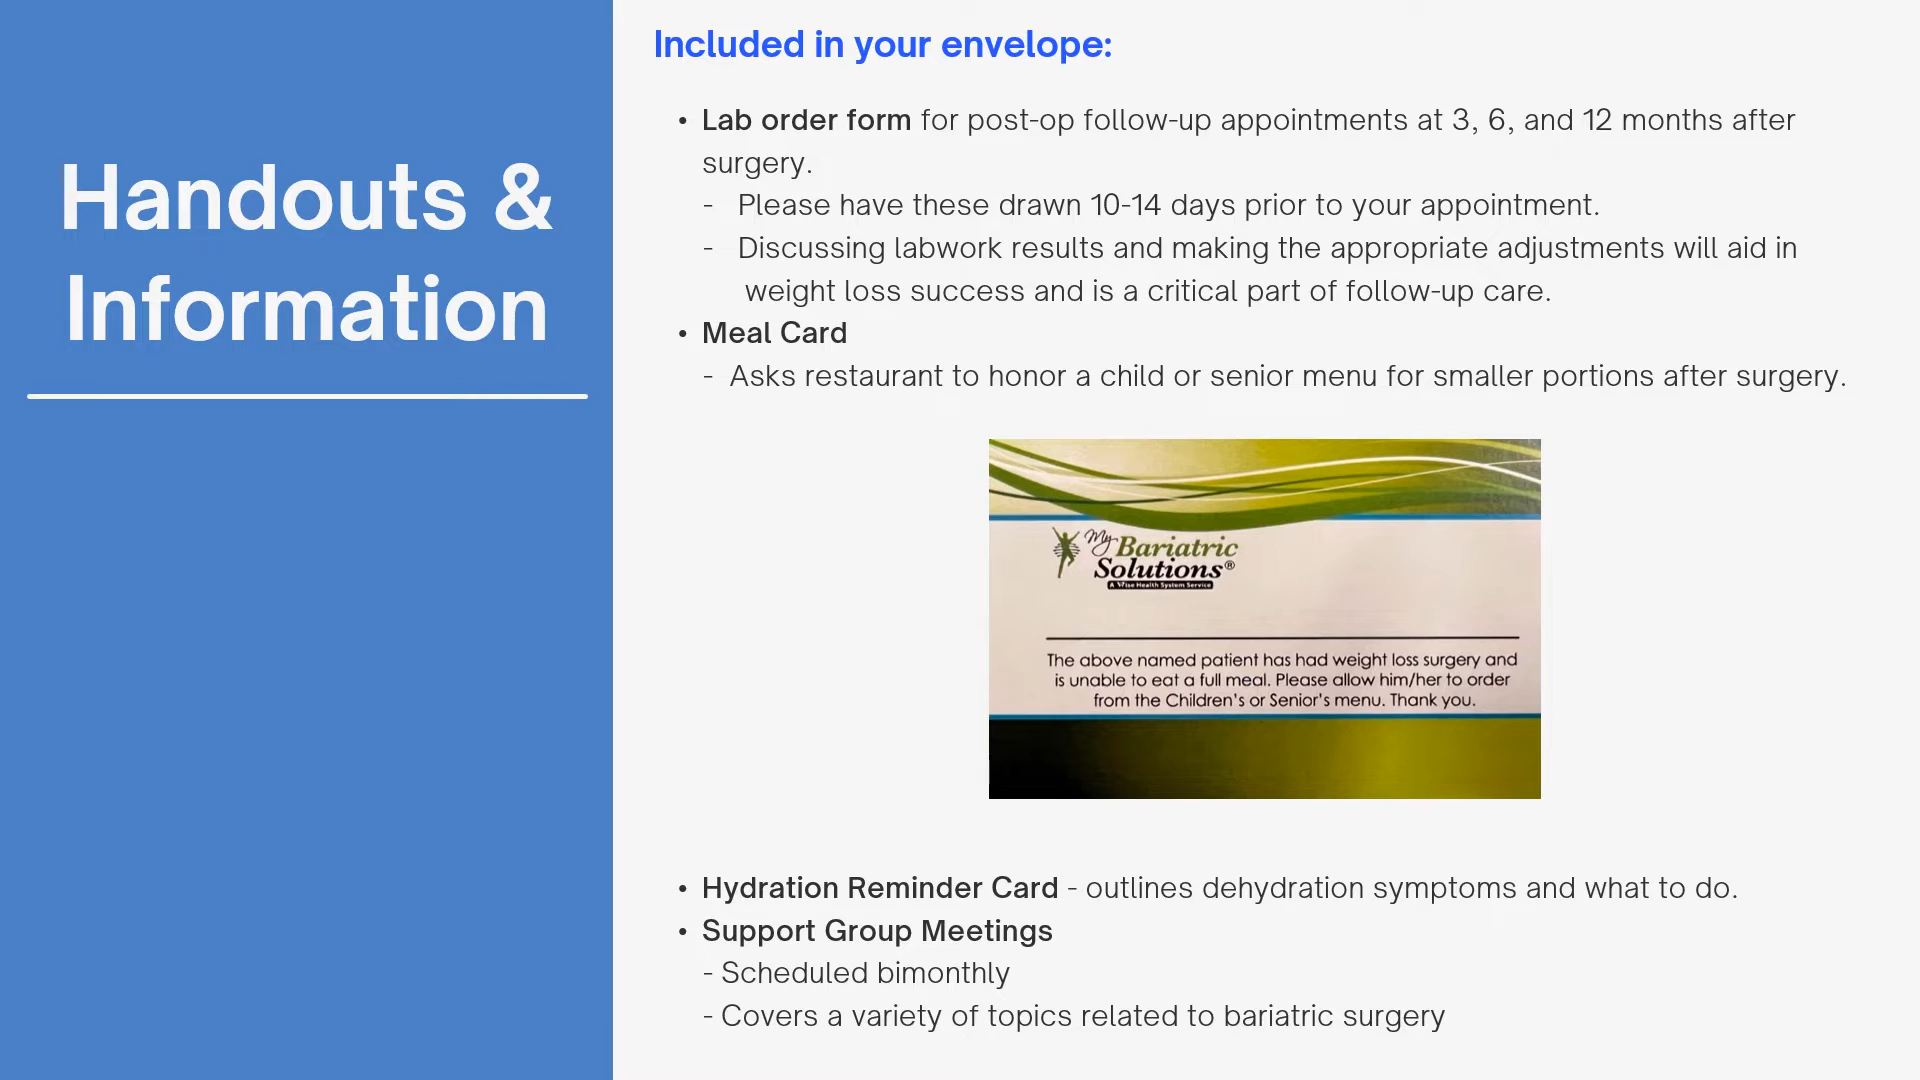 Handouts &
Information
Included in your envelope:
• Lab order form for post-op follow-up appointments at 3, 6, and 12 months after
surgery.
- Please have these drawn 10-14 days prior to your appointment.
- Discussing labwork results and making the appropriate adjustments will aid in
weight loss success and is a critical part of follow-up care.
• Meal Card
- Asks restaurant to honor a child or senior menu for smaller portions after surgery.
My Bariatric
Solutions®
A Wise Health System Service
The above named patient has had weight loss surgery and
is unable to eat a full meal. Please allow him/her to order
from the Children's or Senior's menu. Thank you.
• Hydration Reminder Card - outlines dehydration symptoms and what to do.
• Support Group Meetings
- Scheduled bimonthly
- Covers a variety of topics related to bariatric surgery